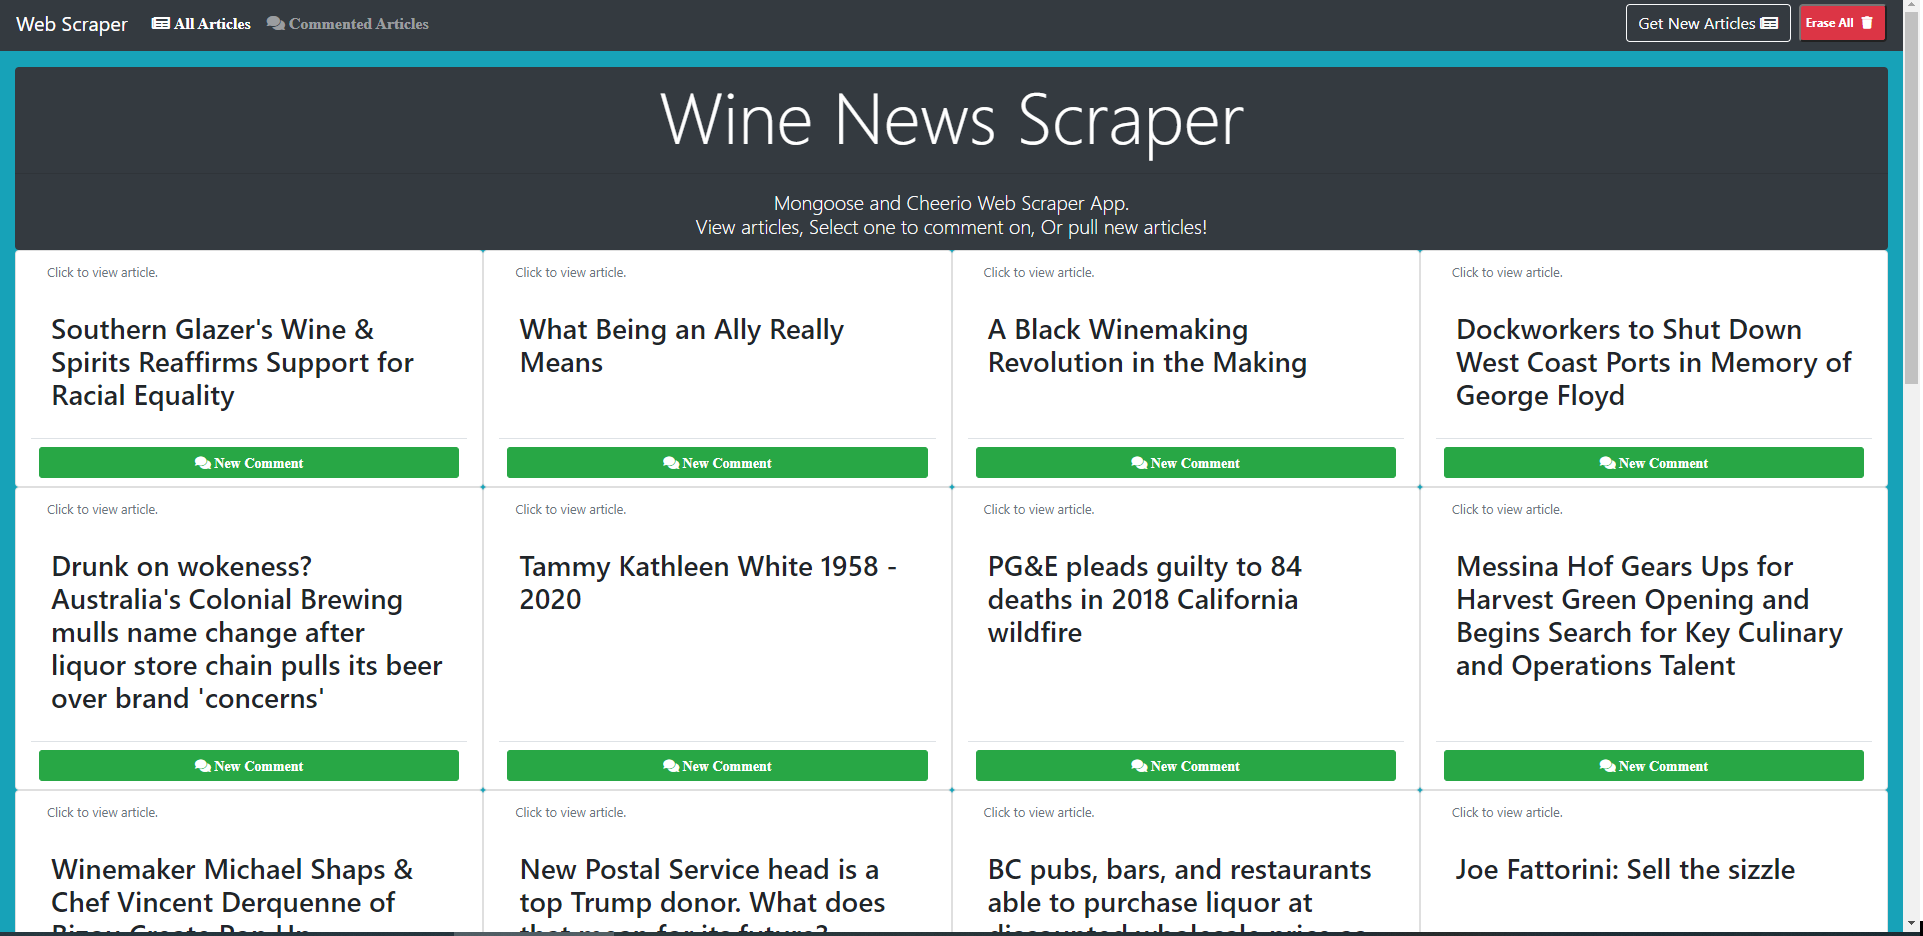 Web Scraper All Articles Commented Articles Get New Articles Erase All
Wine News Scraper
Mongoose and Cheerio Web Scraper App.
View articles, Select one to comment on, Or pull new articles!
Click to view article.
Southern Glazer's Wine &
Spirits Reaffirms Support for
Racial Equality
New Comment
Click to view article.
What Being an Ally Really
Means
New Comment
Click to view article.
A Black Winemaking
Revolution in the Making
New Comment
Click to view article.
Dockworkers to Shut Down
West Coast Ports in Memory of
George Floyd
New Comment
Click to view article.
Drunk on wokeness?
Australia's Colonial Brewing
mulls name change after
liquor store chain pulls its beer
over brand 'concerns'
New Comment
Click to view article.
Tammy Kathleen White 1958 -
2020
New Comment
Click to view article.
PG&E pleads guilty to 84
deaths in 2018 California
wildfire
New Comment
Click to view article.
Messina Hof Gears Ups for
Harvest Green Opening and
Begins Search for Key Culinary
and Operations Talent
New Comment
Click to view article.
Winemaker Michael Shaps &
Chef Vincent Derquenne of
Click to view article.
New Postal Service head is a
top Trump donor. What does
that mean for its future?
Click to view article.
BC pubs, bars, and restaurants
able to purchase liquor at
discounted wholesale price as
Click to view article.
Joe Fattorini: Sell the sizzle